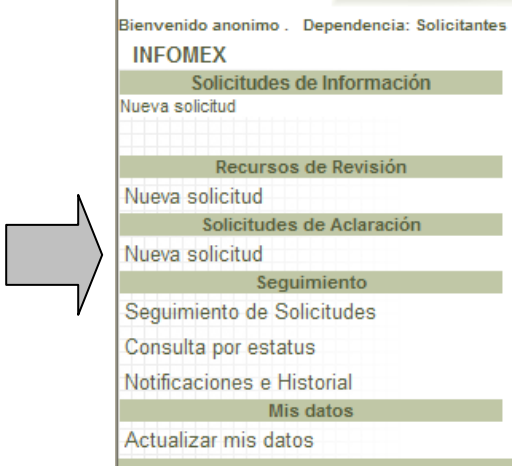 Bienvenido anonimo .   Dependencia: Solicitantes
INFOMEX
Solicitudes de Información
Nueva solicitud
Recursos de Revisión
Nueva solicitud
Solicitudes de Aclaración
Nueva solicitud
Seguimiento
Seguimiento de Solicitudes
Consulta por estatus
Notificaciones e Historial
Mis datos
Actualizar mis datos